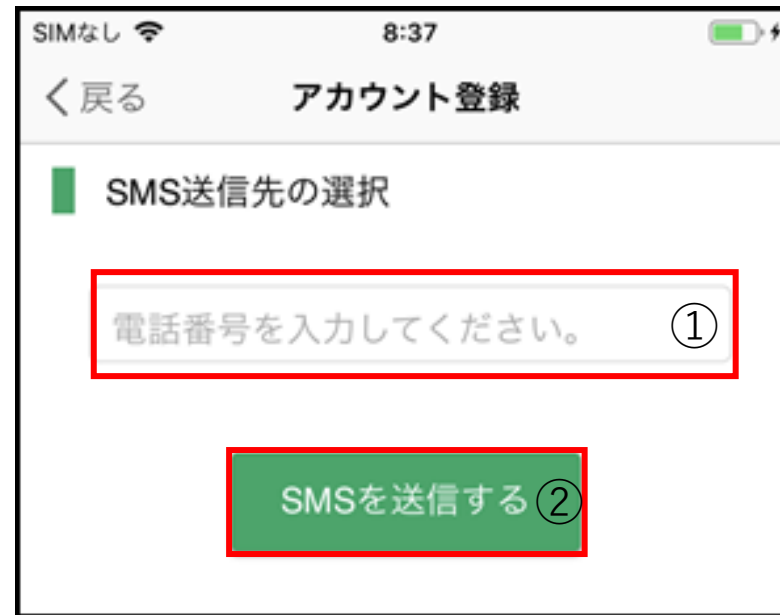 SIMなし 8:37
戻る アカウント登録
SMS送信先の選択
電話番号を入力してください。 ①
SMSを送信する ②